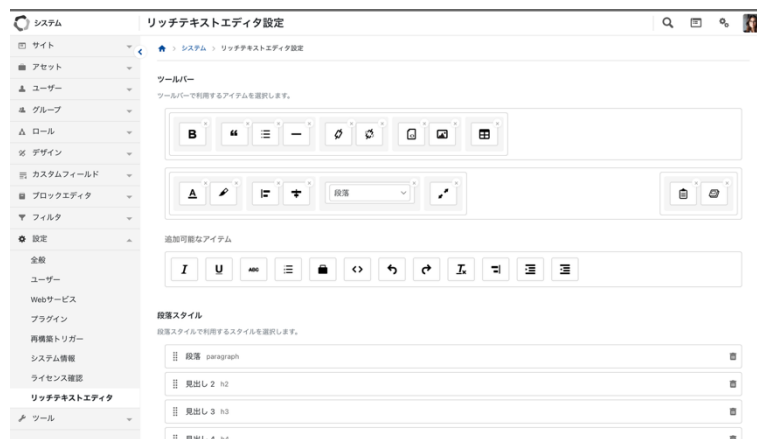 システム
リッチテキストエディタ設定
サイト
アセット
ユーザー
グループ
ロール
デザイン
カスタムフィールド
ブロックエディタ
フィルタ
設定
全般
ユーザー
Webサービス
プラグイン
再構築トリガー
システム情報
ライセンス確認
リッチテキストエディタ
ツール
システム > リッチテキストエディタ設定
ツールバー
ツールバーで利用するアイテムを選択します。
B
A
段落
追加可能なアイテム
I U ABC Tx
段落スタイル
段落スタイルで利用するスタイルを選択します。
段落 paragraph
見出し 2 h2
見出し 3 h3
見出し 4 h4